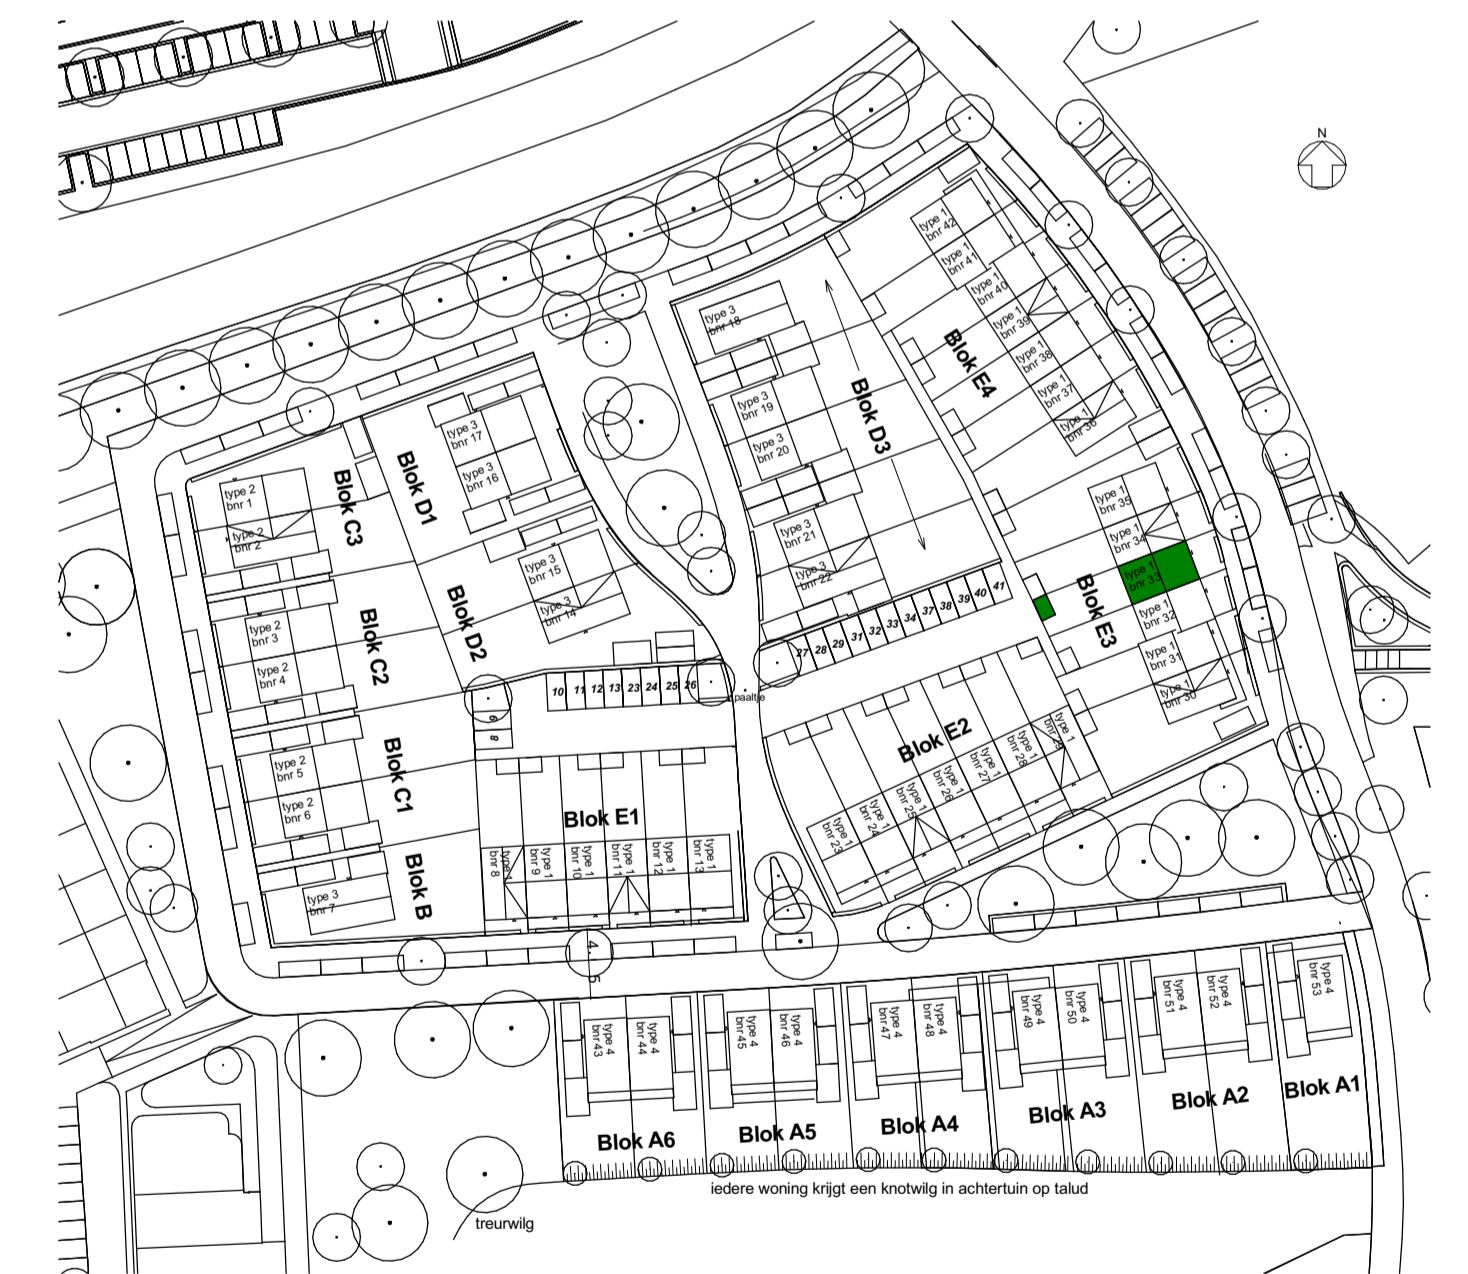 N
type 1
bnr 42
type 1
bnr 41
type 1
bnr 40
type 1
bnr 39
type 1
bnr 38
type 1
bnr 37
type 1
bnr 36
Blok E4
type 3
bnr 18
type 3
bnr 19
type 3
bnr 20
type 3
bnr 21
type 3
bnr 22
Blok D3
type 3
bnr 17
type 3
bnr 16
Blok D1
type 3
bnr 15
type 3
bnr 14
Blok D2
type 2
bnr 1
type 2
bnr 2
Blok C3
type 2
bnr 3
type 2
bnr 4
Blok C2
type 2
bnr 5
type 2
bnr 6
Blok C1
type 3
bnr 7
Blok B
type 1
bnr 35
type 1
bnr 34
type 1
bnr 33
type 1
bnr 32
type 1
bnr 31
type 1
bnr 30
Blok E3
27 28 29 31 32 33 34 37 38 39 40 41
10 11 12 13 23 24 25 26
paaltje
8
Blok E2
type 1
bnr 23
type 1
bnr 24
type 1
bnr 25
type 1
bnr 26
type 1
bnr 27
type 1
bnr 28
type 1
bnr 29
Blok E1
type 1
bnr 8
type 1
bnr 9
type 1
bnr 10
type 1
bnr 11
type 1
bnr 12
type 1
bnr 13
type 4
bnr 43
type 4
bnr 44
Blok A6
type 4
bnr 45
type 4
bnr 46
Blok A5
type 4
bnr 47
type 4
bnr 48
Blok A4
type 4
bnr 49
type 4
bnr 50
Blok A3
type 4
bnr 51
type 4
bnr 52
Blok A2
type 4
bnr 53
Blok A1
iedere woning krijgt een knotwilg in achtertuin op talud
treurwilg